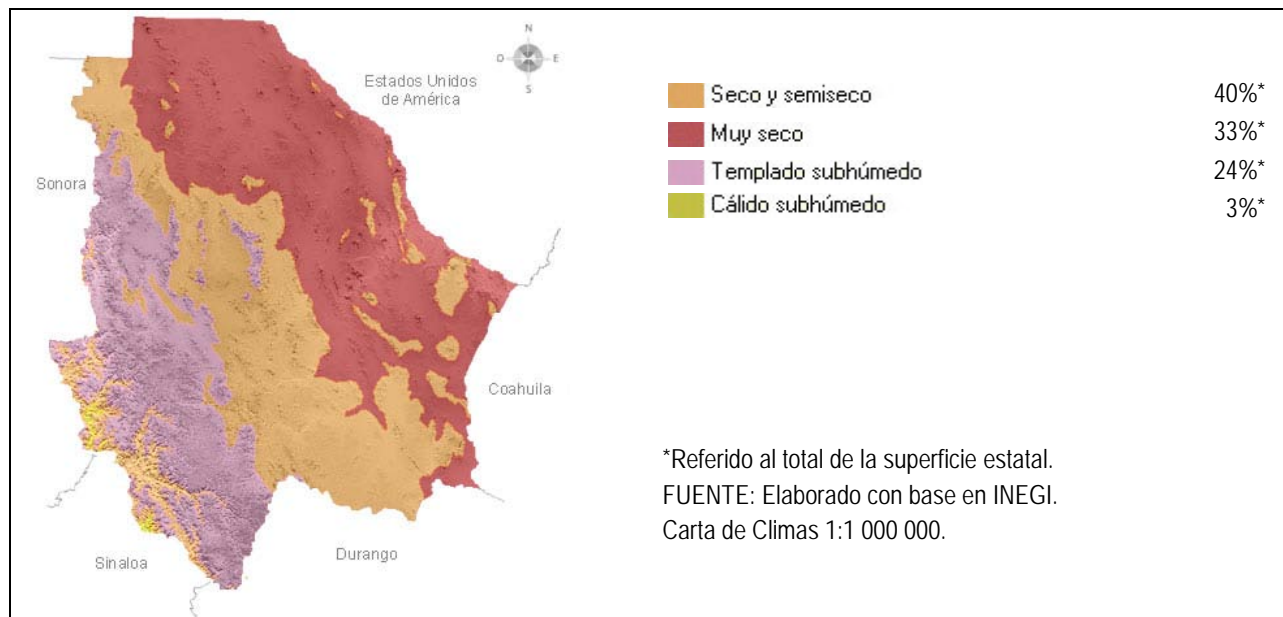 N
O E
S
Estados Unidos
de América
Sonora
Coahuila
Sinaloa
Durango
Seco y semiseco 40%*
Muy seco 33%*
Templado subhúmedo 24%*
Cálido subhúmedo 3%*
*Referido al total de la superficie estatal.
FUENTE: Elaborado con base en INEGI.
Carta de Climas 1:1 000 000.